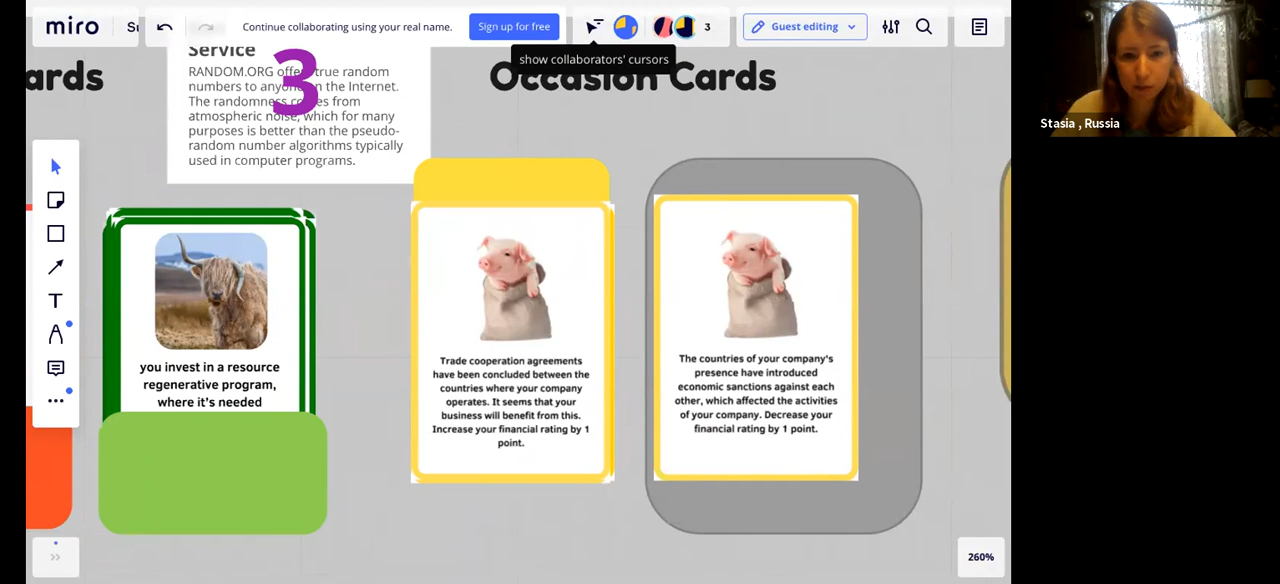 miro
Continue collaborating using your real name.
Sign up for free
3
Guest editing
show collaborators' cursors
Stasia , Russia
ards
Service
3
RANDOM.ORG offers true random
numbers to anyone on the Internet.
The randomness comes from
atmospheric noise, which for many
purposes is better than the pseudo-
random number algorithms typically
used in computer programs.
Occasion Cards
T
you invest in a resource
regenerative program,
where it's needed
Trade cooperation agreements
have been concluded between the
countries where your company
operates. It seems that your
business will benefit from this.
Increase your financial rating by 1
point.
The countries of your company's
presence have introduced
economic sanctions against each
other, which affected the activities
of your company. Decrease your
financial rating by 1 point.
260%